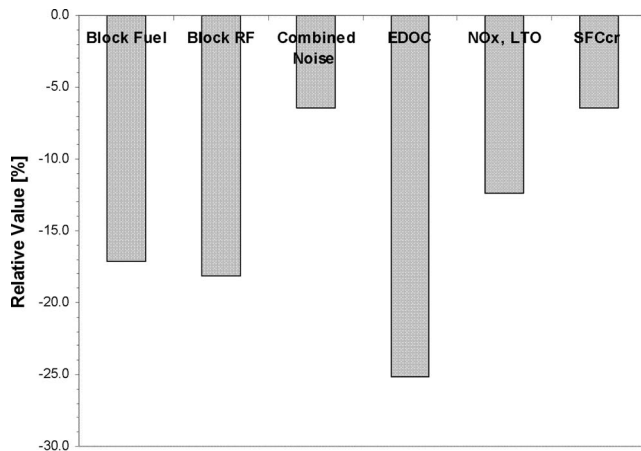 0.0
Block Fuel
Block RF
Combined
Noise
EDOC
NOx, LTO
SFCcr
-5.0
-10.0
-15.0
-20.0
-25.0
-30.0
Relative Value [%]